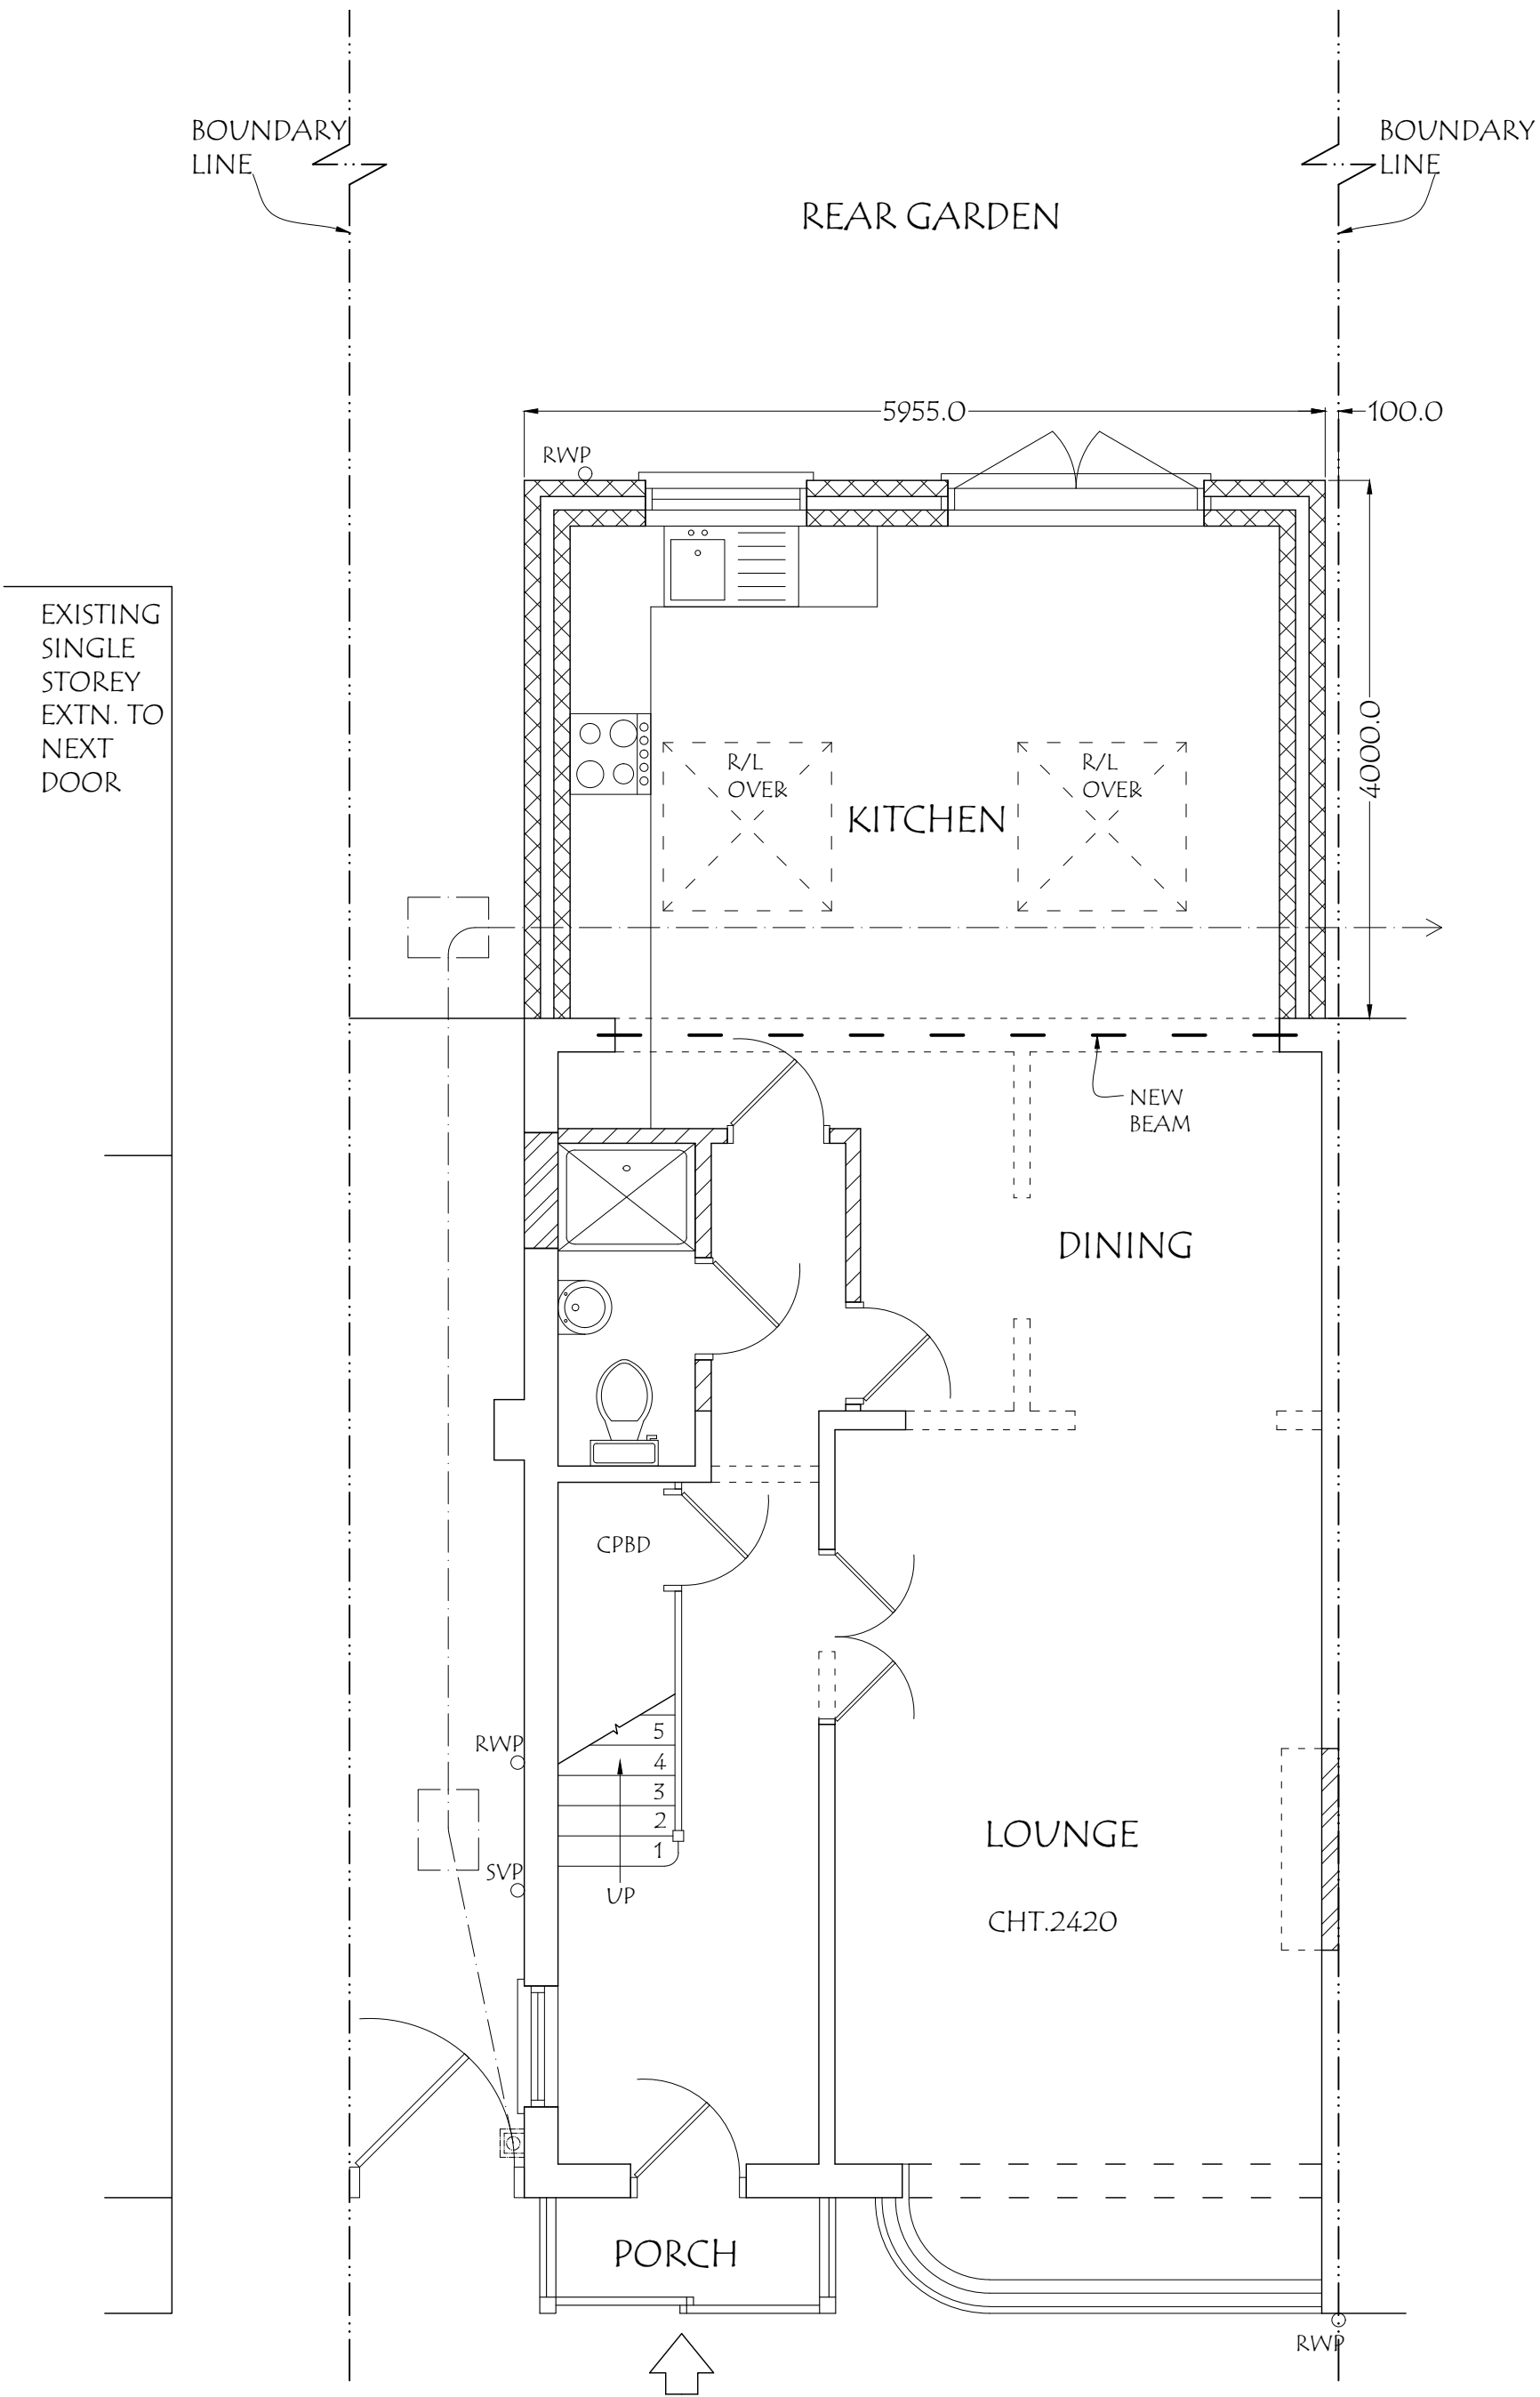 BOUNDARY
LINE
BOUNDARY
LINE
REAR GARDEN
5955.0
100.0
RWP
EXISTING
SINGLE
STOREY
EXTN. TO
NEXT
DOOR
R/L
OVER
R/L
OVER
KITCHEN
4000.0
NEW
BEAM
DINING
CPBD
RWP
5
4
3
2
1
SVP
UP
LOUNGE
CHT.2420
PORCH
RWP